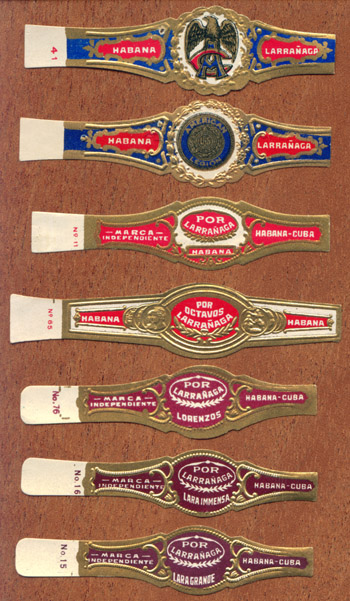 41
HABANA
LARRAÑAGA
HABANA
AMERICAN
LEGION
LARRAÑAGA
No 11
MARCA
INDEPENDIENTE
POR
LARRAÑAGA
HABANA
HABANA-CUBA
No 85
HABANA
POR
OCTAVOS
LARRAÑAGA
HABANA
No. 76
MARCA
INDEPENDIENTE
POR
LARRAÑAGA
LORENZOS
HABANA-CUBA
No. 16
MARCA
INDEPENDIENTE
POR
LARRAÑAGA
LARA IMMENSA
HABANA-CUBA
No. 15
MARCA
INDEPENDIENTE
POR
LARRAÑAGA
LARA GRANDE
HABANA-CUBA